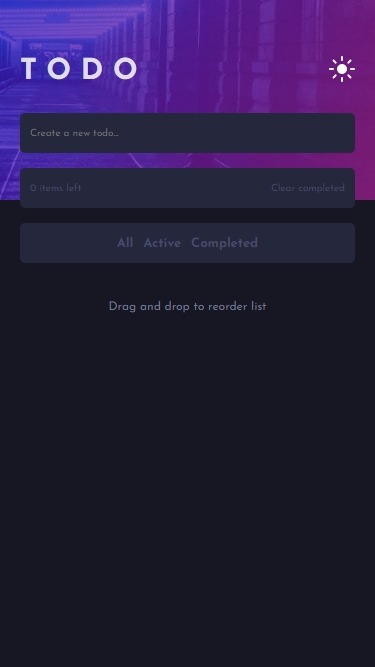 TODO
Create a new todo...
0 items left Clear completed
All Active Completed
Drag and drop to reorder list